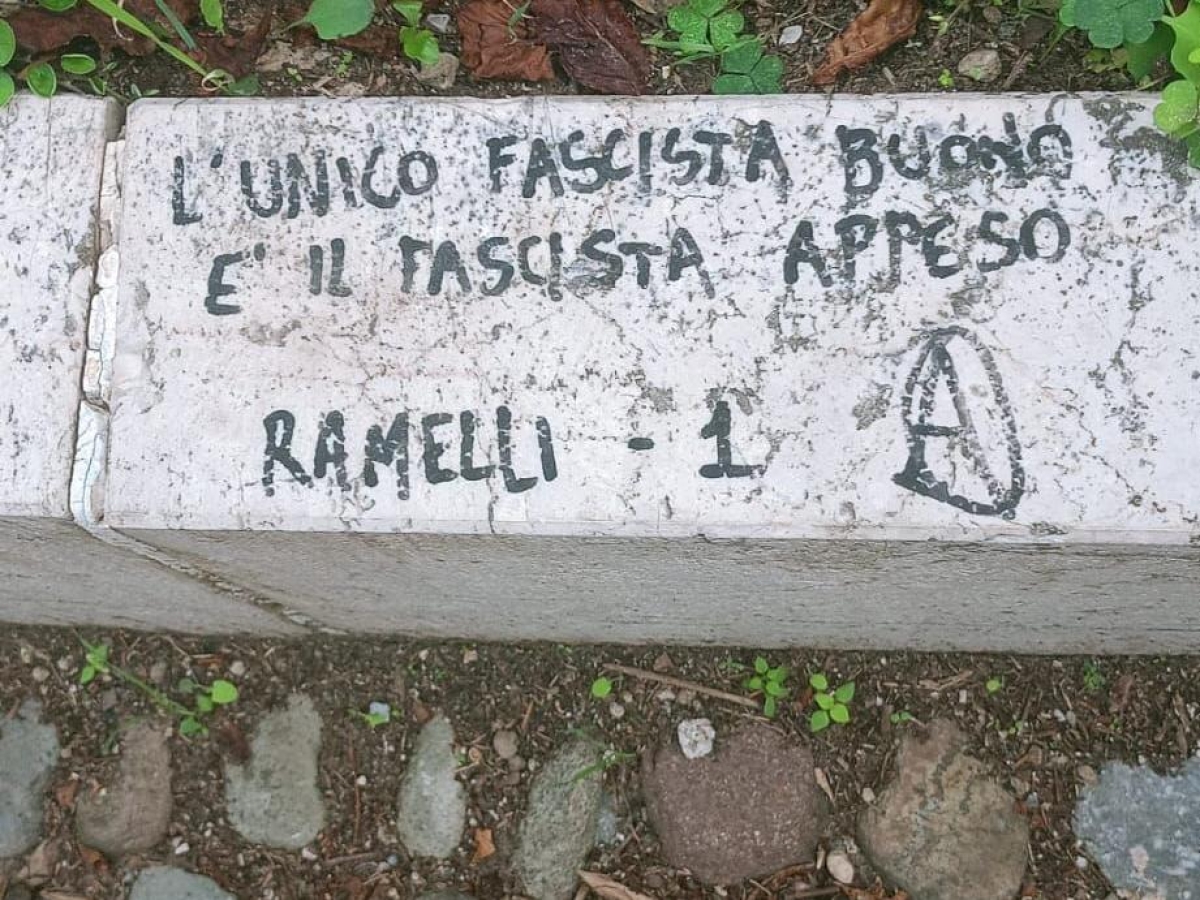 L'UNICO FASCISTA BUONO
E' IL FASCISTA APPESO
RAMELLI - 1 Ⓐ